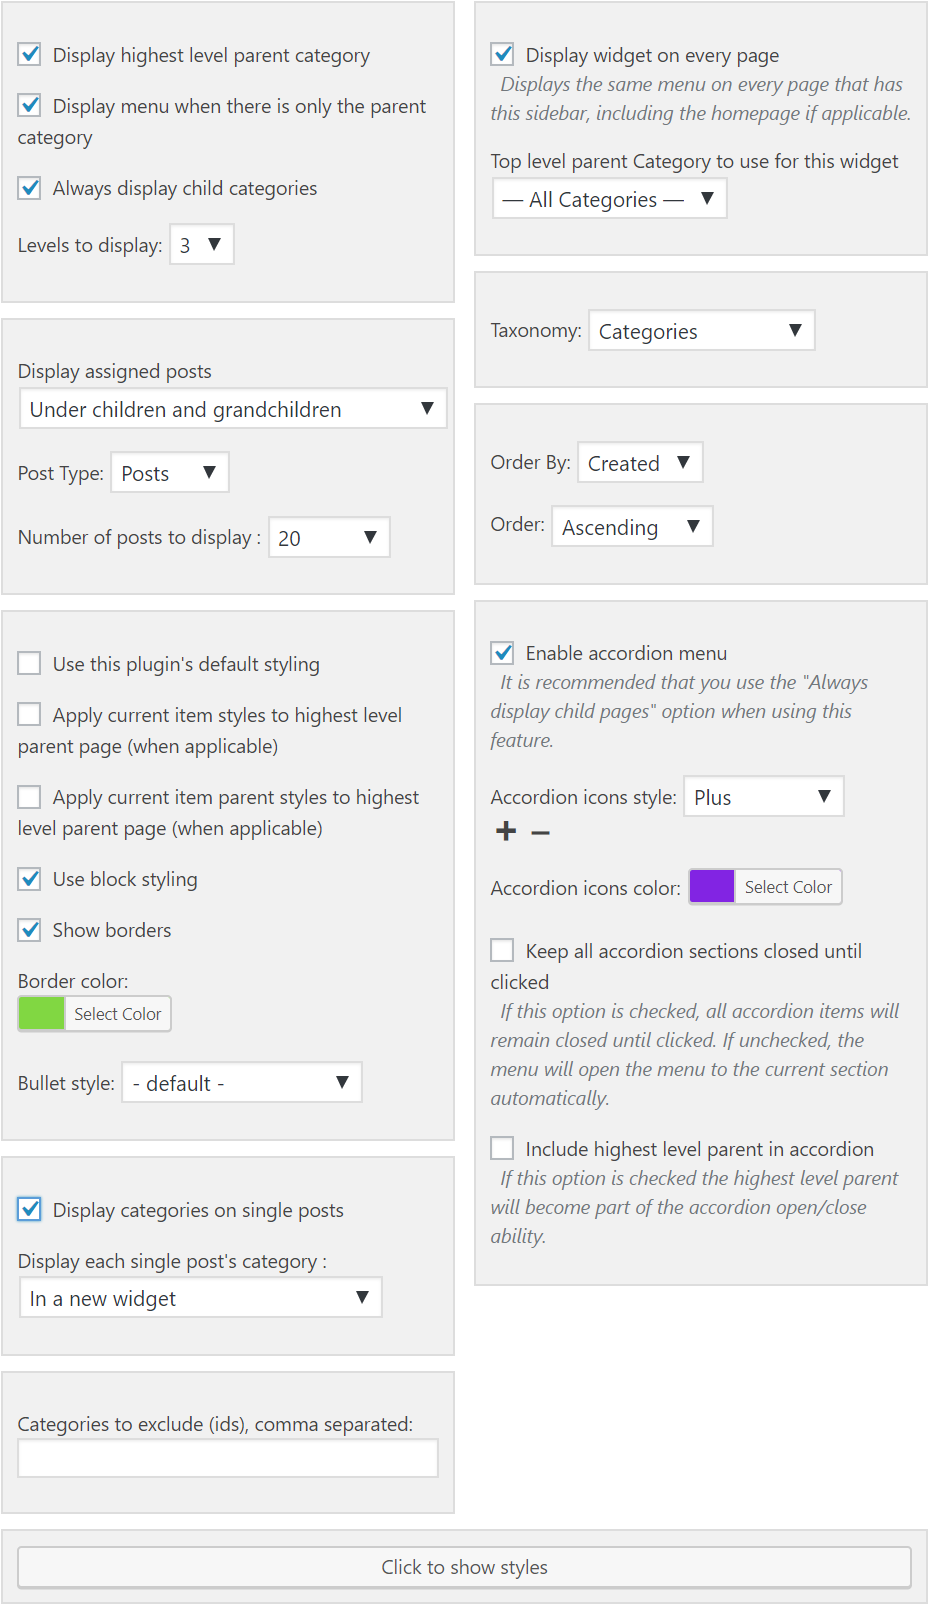 Display highest level parent category
Display menu when there is only the parent
category
Always display child categories
Levels to display: 3
Display assigned posts
Under children and grandchildren
Post Type: Posts
Number of posts to display : 20
Use this plugin's default styling
Apply current item styles to highest level
parent page (when applicable)
Apply current item parent styles to highest
level parent page (when applicable)
Use block styling
Show borders
Border color:
Select Color
Bullet style: - default -
Display categories on single posts
Display each single post's category :
In a new widget
Categories to exclude (ids), comma separated:
Display widget on every page
Displays the same menu on every page that has
this sidebar, including the homepage if applicable.
Top level parent Category to use for this widget
— All Categories —
Taxonomy: Categories
Order By: Created
Order: Ascending
Enable accordion menu
It is recommended that you use the "Always
display child pages" option when using this
feature.
Accordion icons style: Plus
Accordion icons color: Select Color
Keep all accordion sections closed until
clicked
If this option is checked, all accordion items will
remain closed until clicked. If unchecked, the
menu will open the menu to the current section
automatically.
Include highest level parent in accordion
If this option is checked the highest level parent
will become part of the accordion open/close
ability.
Click to show styles